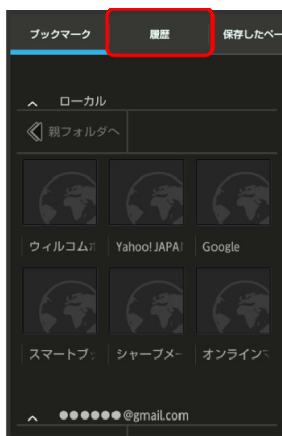 ブックマーク 履歴 保存したペー
ローカル
親フォルダへ
ウィルコム Yahoo! JAPA Google
スマートブ シャープメー オンライン
●●●●●●@gmail.com